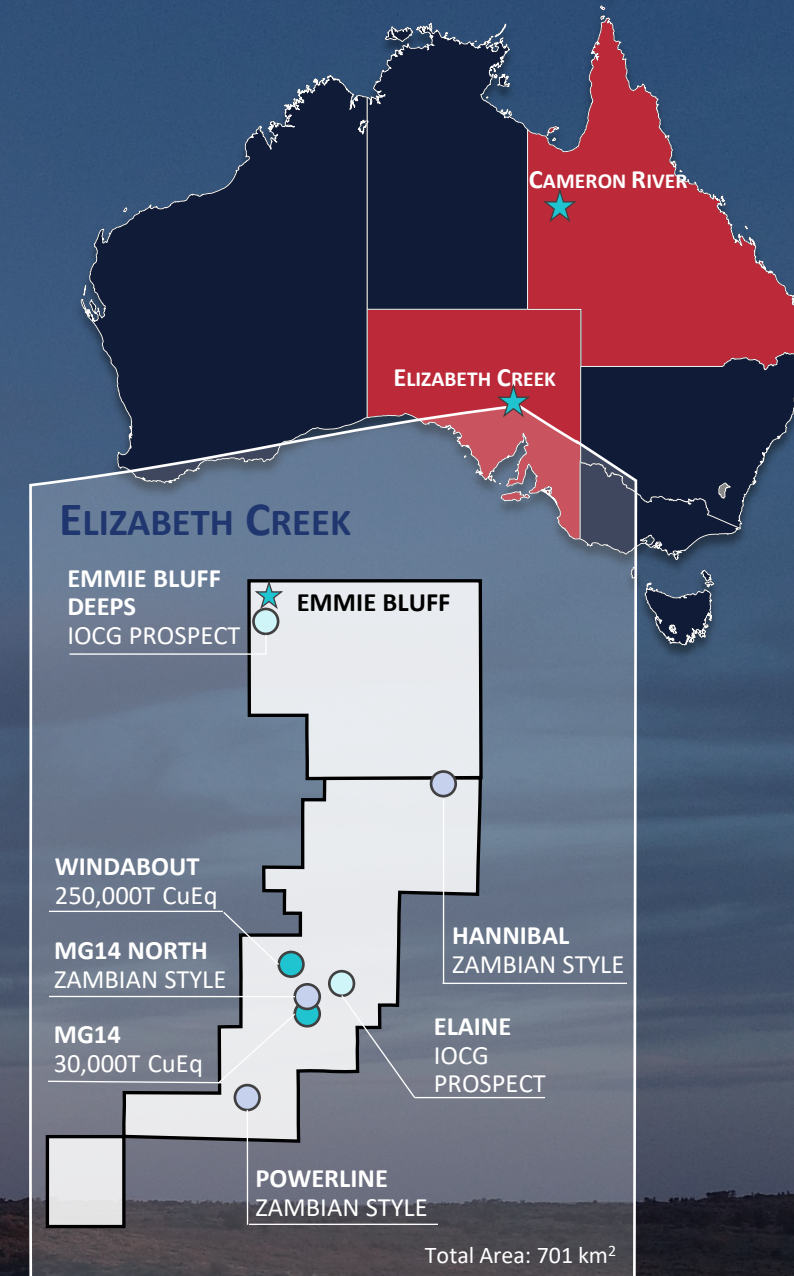 CAMERON RIVER
ELIZABETH CREEK
ELIZABETH CREEK
EMMIE BLUFF
DEEPS
IOCG PROSPECT
EMMIE BLUFF
WINDABOUT
250,000T CuEq
MG14 NORTH
ZAMBIAN STYLE
MG14
30,000T CuEq
HANNIBAL
ZAMBIAN STYLE
ELAINE
IOCG
PROSPECT
POWERLINE
ZAMBIAN STYLE
Total Area: 701 km²